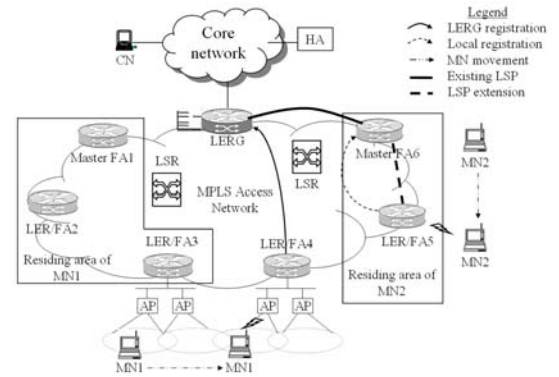 Legend
LERG registration
Local registration
MN movement
Existing LSP
LSP extension
Core
network
HA
CN
LERG
Master FA1
LSR
LSR
Master FA6
MN2
MPLS Access
Network
LER/FA2
LER/FA3
LER/FA4
LER/FA5
MN2
Residing area of
MN1
Residing area of
MN2
AP
AP
AP
AP
MN1
MN1